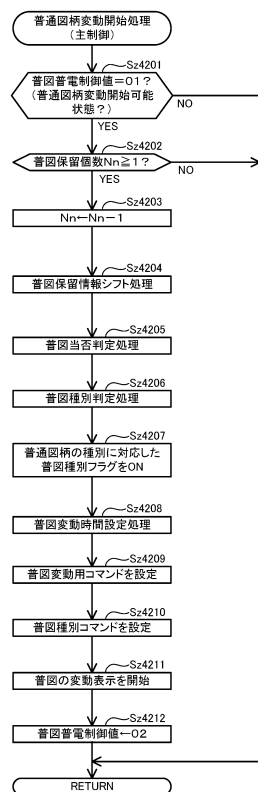 普通図柄変動開始処理
(主制御)
Sz4201
普図普電制御値=01?
(普通図柄変動開始可能
状態?)
NO
YES
Sz4202
普図保留個数Nn≧1?
NO
YES
Sz4203
Nn←Nn-1
Sz4204
普図保留情報シフト処理
Sz4205
普図当否判定処理
Sz4206
普図種別判定処理
Sz4207
普通図柄の種別に対応した
普図種別フラグをON
Sz4208
普図変動時間設定処理
Sz4209
普図変動用コマンドを設定
Sz4210
普図種別コマンドを設定
Sz4211
普図の変動表示を開始
Sz4212
普図普電制御値←02
RETURN